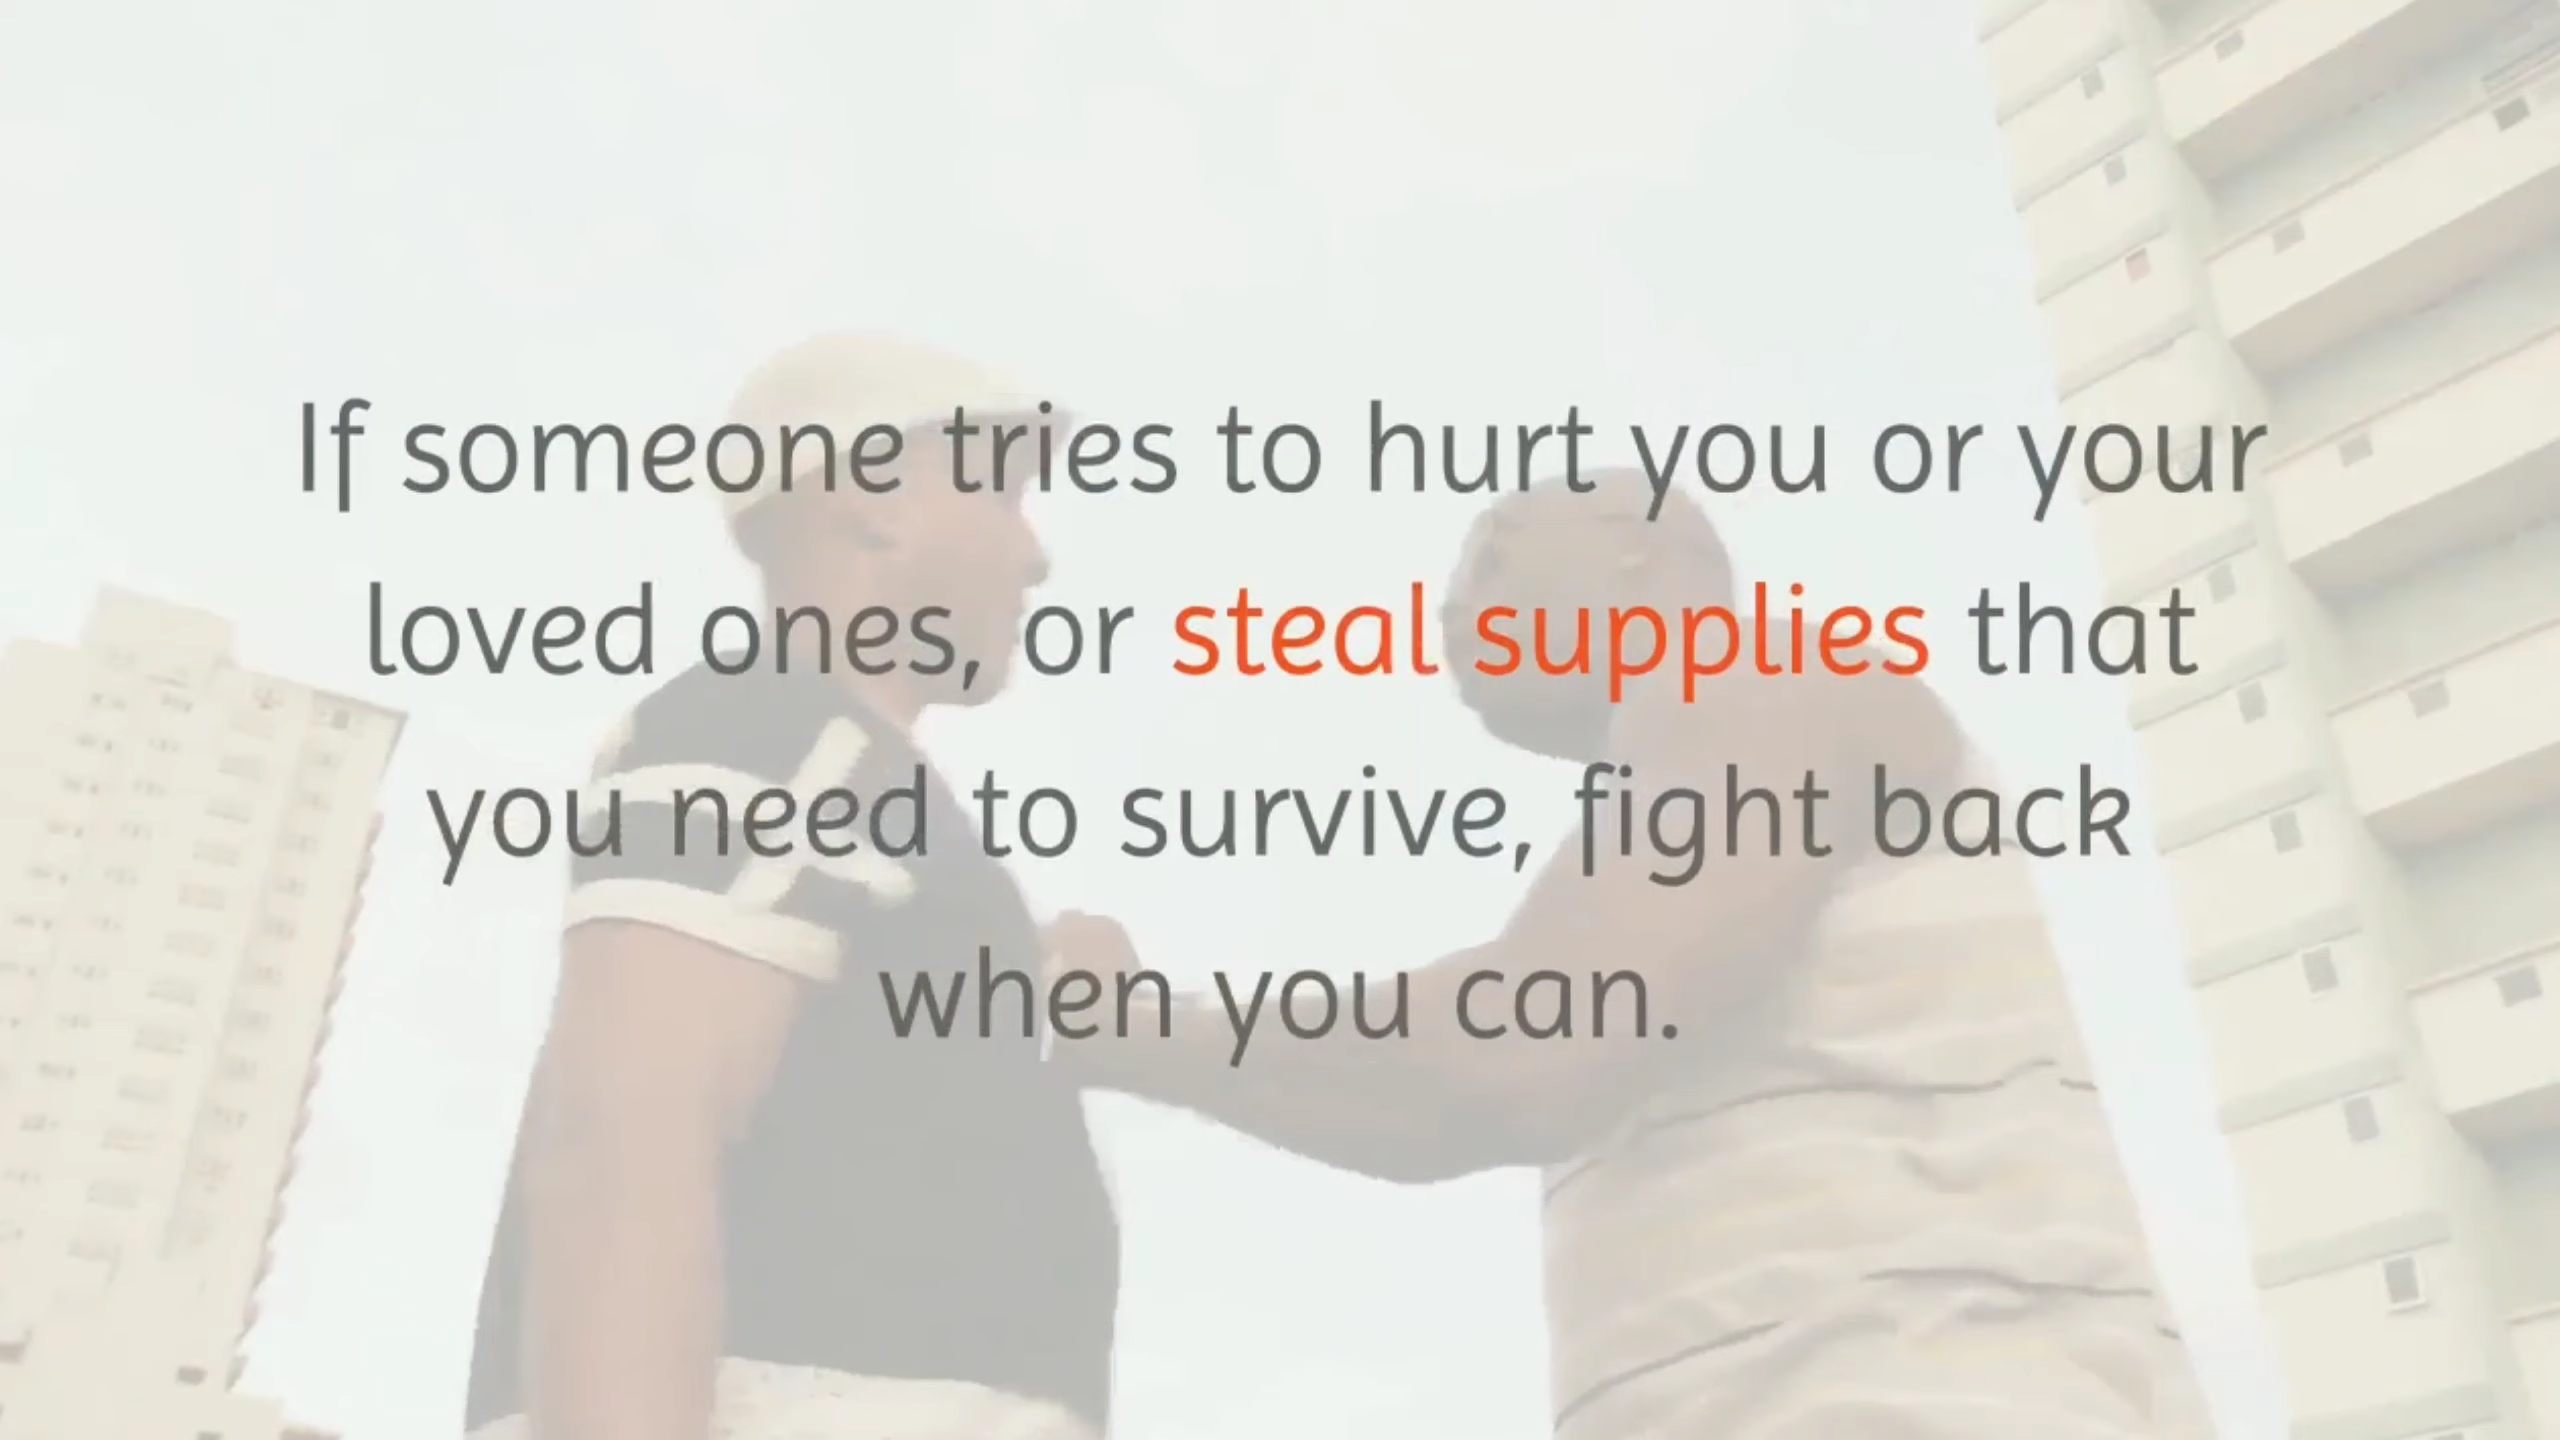 If someone tries to hurt you or your
loved ones, or steal supplies that
you need to survive, fight back
when you can.